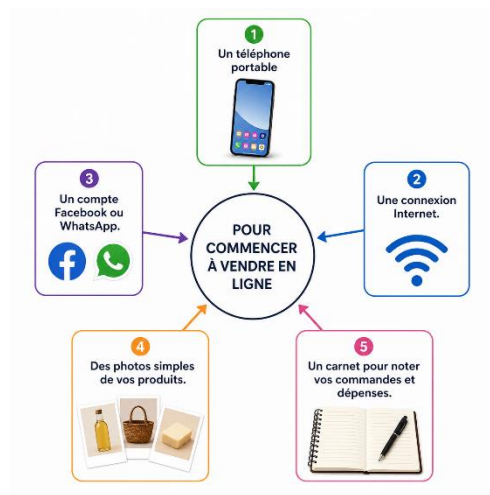 1
Un téléphone
portable
2
Une connexion
Internet.
3
Un compte
Facebook ou
WhatsApp.
POUR
COMMENCER
À VENDRE EN
LIGNE
4
Des photos simples
de vos produits.
5
Un carnet pour noter
vos commandes et
dépenses.